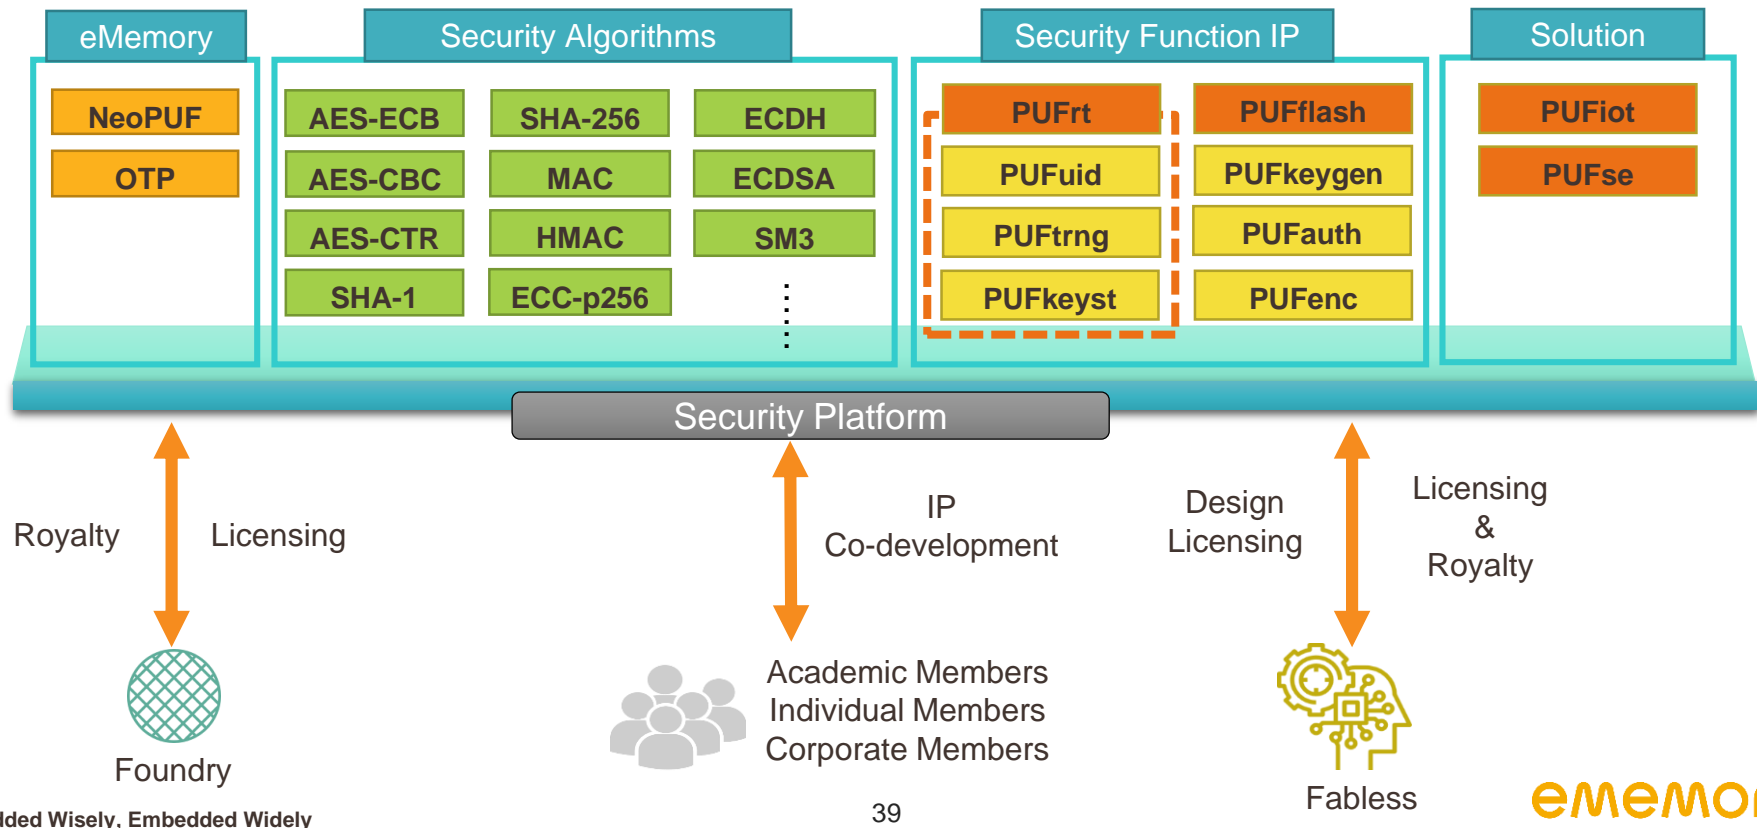 eMemory
NeoPUF
OTP
Security Algorithms
AES-ECB
AES-CBC
AES-CTR
SHA-1
SHA-256
MAC
HMAC
ECC-p256
ECDH
ECDSA
SM3
Security Function IP
PUFrt
PUFuid
PUFtrng
PUFkeyst
PUFflash
PUFkeygen
PUFauth
PUFenc
Solution
PUFiot
PUFse
Security Platform
Royalty
Licensing
IP
Co-development
Design
Licensing
Licensing
&
Royalty
Foundry
Academic Members
Individual Members
Corporate Members
Fabless
Wisely, Embedded Widely
39